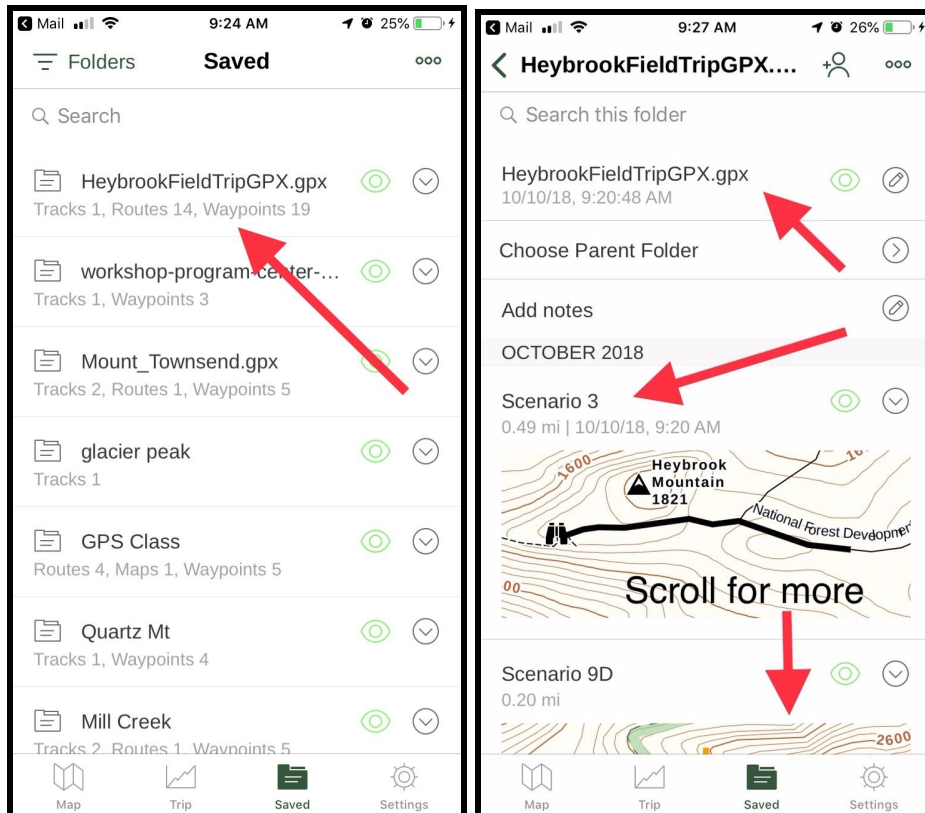 Mail 9:24 AM 25%
Folders Saved
Search
HeybrookFieldTripGPX.gpx
Tracks 1, Routes 14, Waypoints 19
workshop-program-center-...
Tracks 1, Waypoints 3
Mount_Townsend.gpx
Tracks 2, Routes 1, Waypoints 5
glacier peak
Tracks 1
GPS Class
Routes 4, Maps 1, Waypoints 5
Quartz Mt
Tracks 1, Waypoints 4
Mill Creek
Tracks 2, Routes 1, Waypoints 5
Map Trip Saved Settings
Mail 9:27 AM 26%
HeybrookFieldTripGPX....
Search this folder
HeybrookFieldTripGPX.gpx
10/10/18, 9:20:48 AM
Choose Parent Folder
Add notes
OCTOBER 2018
Scenario 3
0.49 mi | 10/10/18, 9:20 AM
1600
Heybrook
Mountain
1821
National Forest Developmen
Scroll for more
Scenario 9D
0.20 mi
2600
Map Trip Saved Settings